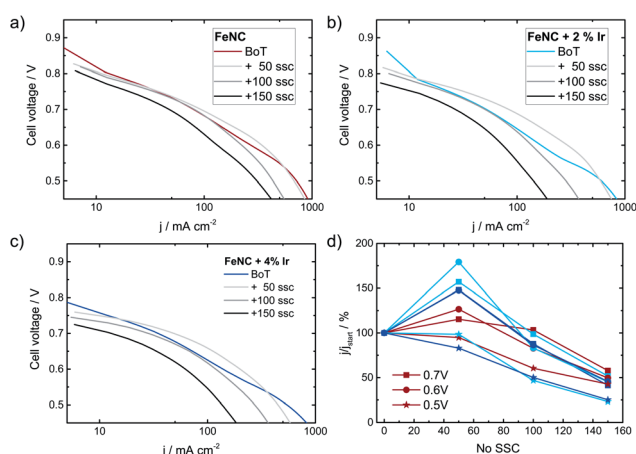 a)
FeNC
BoT
+ 50 ssc
+100 ssc
+150 ssc
Cell voltage / V
0.9
0.8
0.7
0.6
0.5
10
100
1000
j / mA cm⁻²
b)
FeNC + 2 % Ir
BoT
+ 50 ssc
+100 ssc
+150 ssc
Cell voltage / V
0.9
0.8
0.7
0.6
0.5
10
100
1000
j / mA cm⁻²
c)
FeNC + 4% Ir
BoT
+ 50 ssc
+100 ssc
+150 ssc
Cell voltage / V
0.9
0.8
0.7
0.6
0.5
10
100
1000
j / mA cm⁻²
d)
j/j_start / %
200
150
100
50
0
0.7V
0.6V
0.5V
0 20 40 60 80 100 120 140 160
No SSC